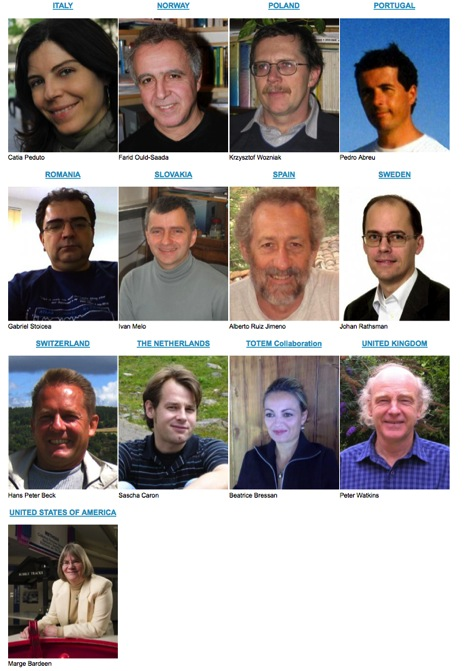 ITALY
NORWAY
POLAND
PORTUGAL
Catia Peduto
Farid Ould-Saada
Krzysztof Wozniak
Pedro Abreu
ROMANIA
SLOVAKIA
SPAIN
SWEDEN
Gabriel Stoicea
Ivan Melo
Alberto Ruiz Jimeno
Johan Rathsman
SWITZERLAND
THE NETHERLANDS
TOTEM Collaboration
UNITED KINGDOM
Hans Peter Beck
Sascha Caron
Beatrice Bressan
Peter Watkins
UNITED STATES OF AMERICA
Marge Bardeen